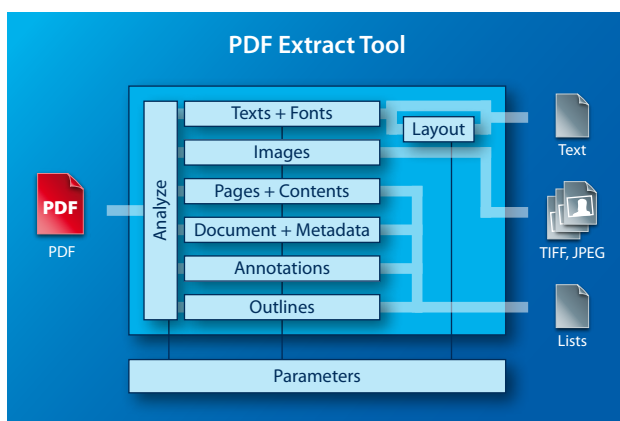 PDF Extract Tool
Texts + Fonts
Layout
Images
Pages + Contents
Document + Metadata
Annotations
Outlines
Analyze
PDF
PDF
Text
TIFF, JPEG
Lists
Parameters